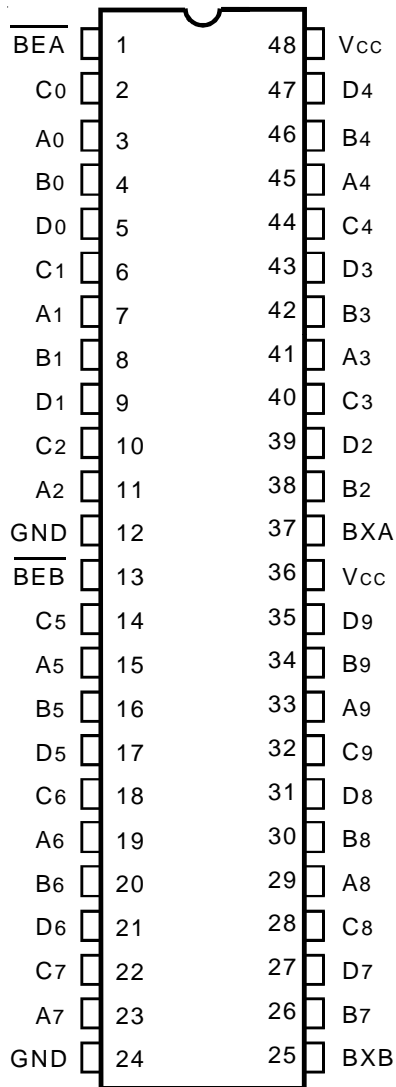 BEA 1 48 Vcc
C0 2 47 D4
A0 3 46 B4
B0 4 45 A4
D0 5 44 C4
C1 6 43 D3
A1 7 42 B3
B1 8 41 A3
D1 9 40 C3
C2 10 39 D2
A2 11 38 B2
GND 12 37 BXA
BEB 13 36 Vcc
C5 14 35 D9
A5 15 34 B9
B5 16 33 A9
D5 17 32 C9
C6 18 31 D8
A6 19 30 B8
B6 20 29 A8
D6 21 28 C8
C7 22 27 D7
A7 23 26 B7
GND 24 25 BXB